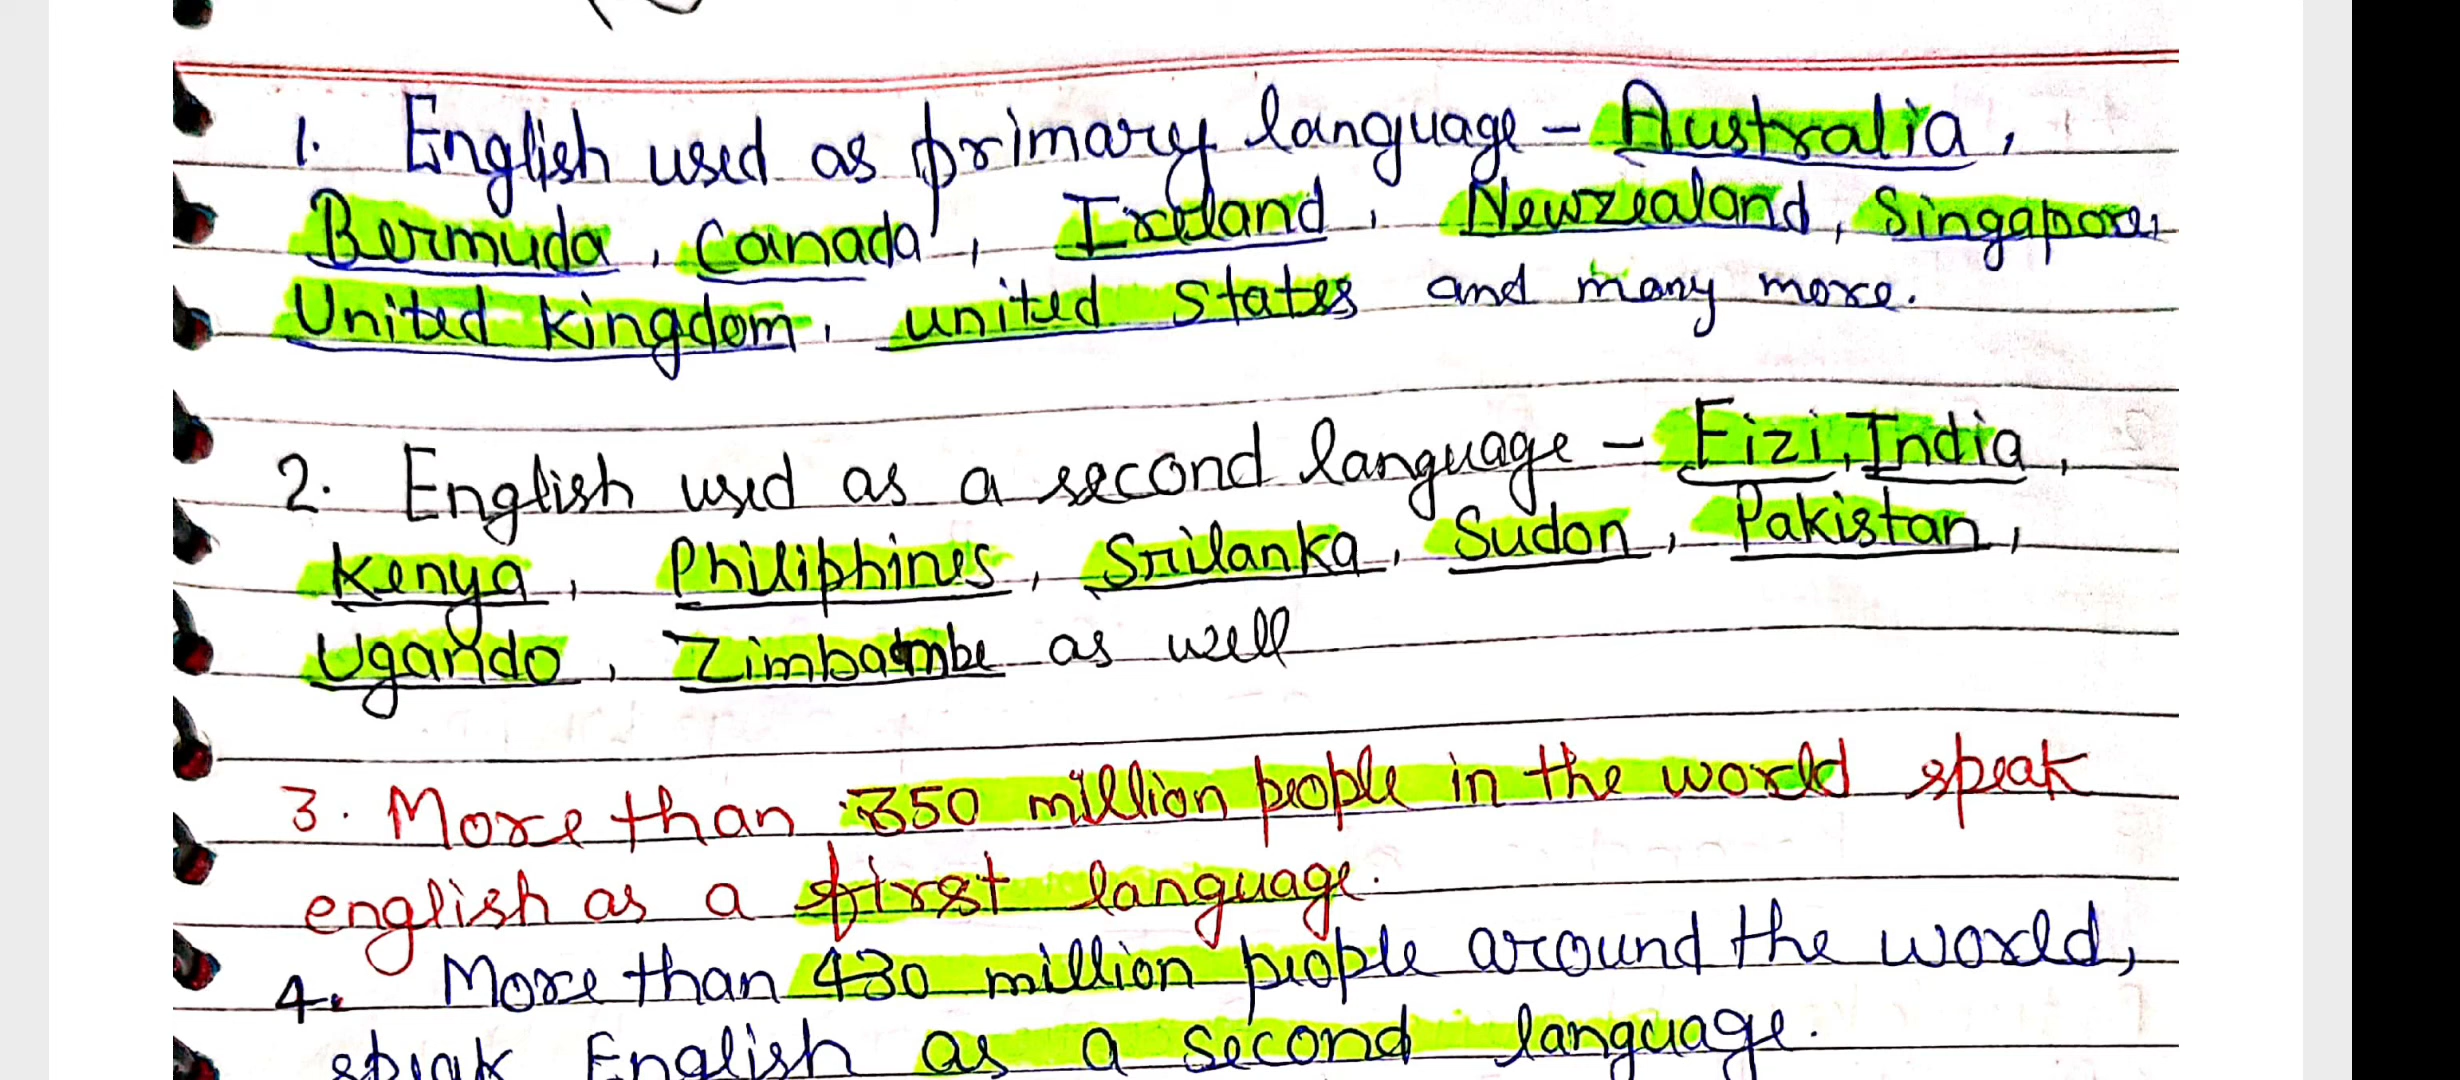 1. English used as primary language - Australia,
Bermuda, Canada, Ireland, Newzealand, Singapore,
United kingdom, united States and many more.
2. English used as a second language - Fizi, India,
Kenya, Philiphines, Srilanka, Sudan, Pakistan,
Uganda, Zimbabmbe as well
3. More than 350 million people in the world speak
english as a first language.
4. More than 430 million people around the world,
speak English as a second language.